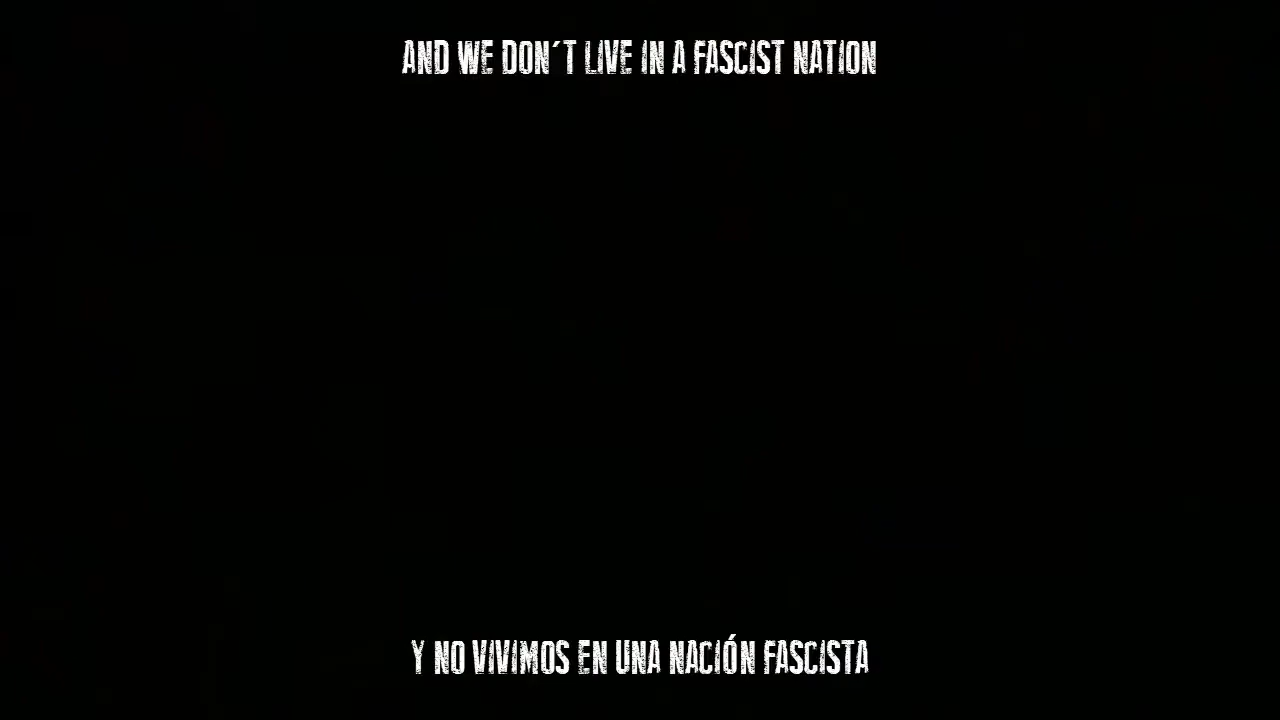 AND WE DON´T LIVE IN A FASCIST NATION
Y NO VIVIMOS EN UNA NACIÓN FASCISTA